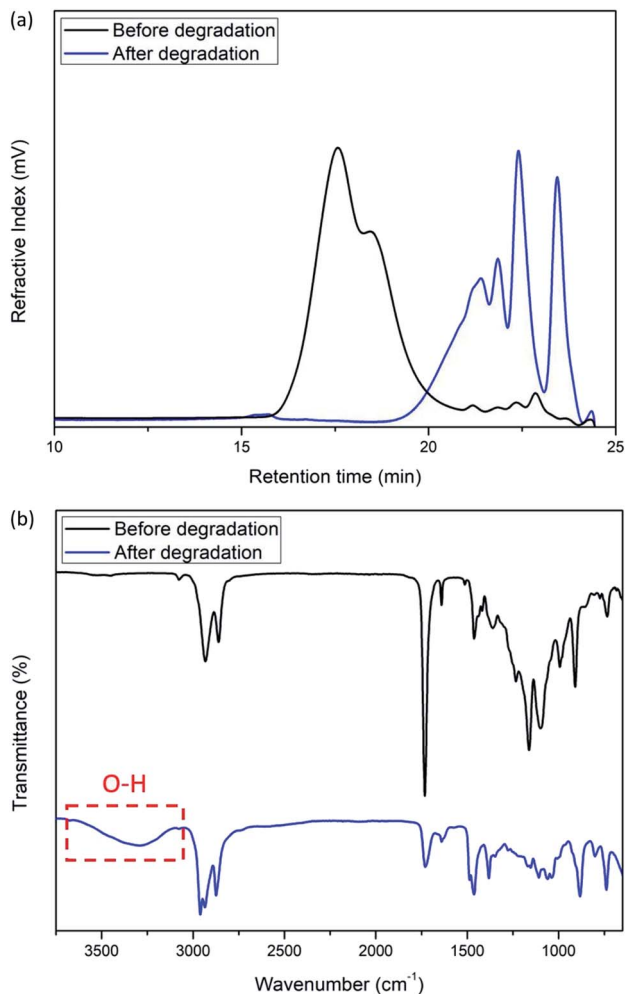 (a)
Before degradation
After degradation
Refractive Index (mV)
10 15 20 25
Retention time (min)
(b)
Before degradation
After degradation
Transmittance (%)
O-H
3500 3000 2500 2000 1500 1000
Wavenumber (cm⁻¹)